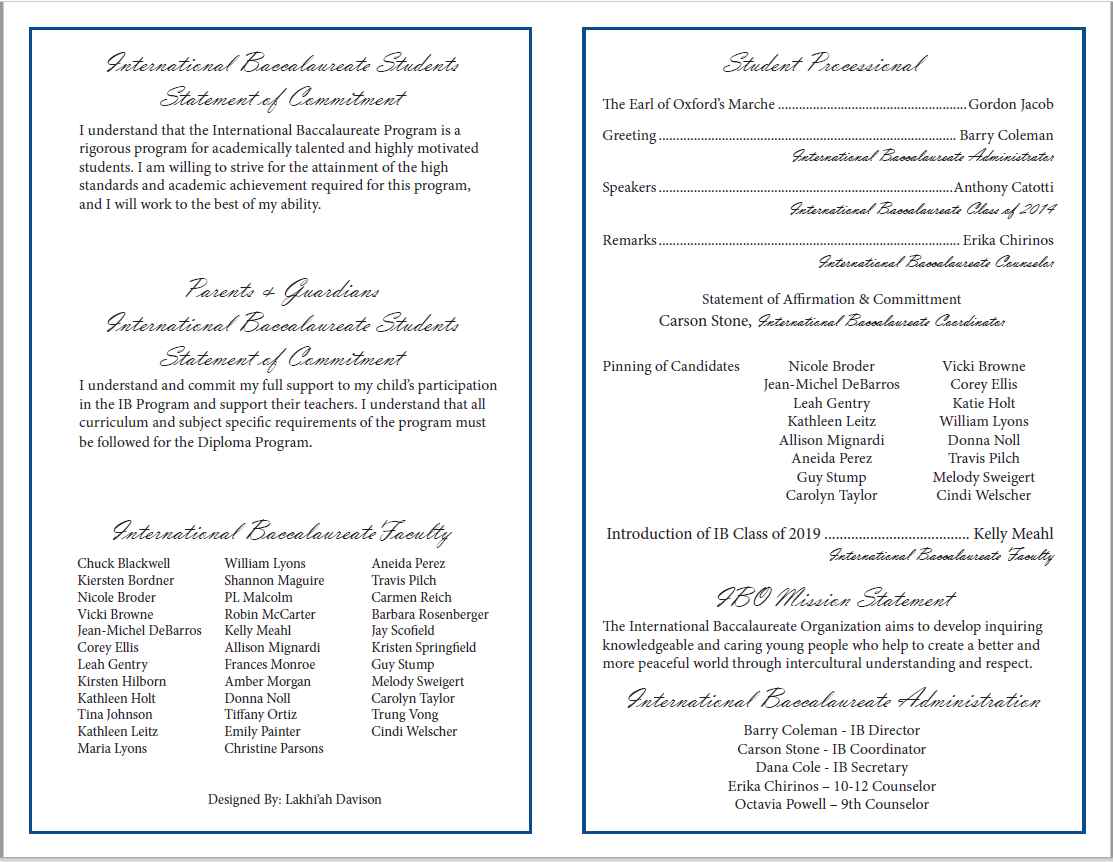 International Baccalaureate Students
Statement of Commitment
I understand that the International Baccalaureate Program is a
rigorous program for academically talented and highly motivated
students. I am willing to strive for the attainment of the high
standards and academic achievement required for this program,
and I will work to the best of my ability.
Parents & Guardians
International Baccalaureate Students
Statement of Commitment
I understand and commit my full support to my child's participation
in the IB Program and support their teachers. I understand that all
curriculum and subject specific requirements of the program must
be followed for the Diploma Program.
International Baccalaureate Faculty
Chuck Blackwell
Kiersten Bordner
Nicole Broder
Vicki Browne
Jean-Michel DeBarros
Corey Ellis
Leah Gentry
Kirsten Hilborn
Kathleen Holt
Tina Johnson
Kathleen Leitz
Maria Lyons
William Lyons
Shannon Maguire
PL Malcolm
Robin McCarter
Kelly Meahl
Allison Mignardi
Frances Monroe
Amber Morgan
Donna Noll
Tiffany Ortiz
Emily Painter
Christine Parsons
Aneida Perez
Travis Pilch
Carmen Reich
Barbara Rosenberger
Jay Scofield
Kristen Springfield
Guy Stump
Melody Sweigert
Carolyn Taylor
Trung Vong
Cindi Welscher
Designed By: Lakhi'ah Davison
Student Processional
The Earl of Oxford's Marche ................................................. Gordon Jacob
Greeting ............................................................................. Barry Coleman
International Baccalaureate Administrator
Speakers ............................................................................. Anthony Catotti
International Baccalaureate Class of 2014
Remarks .............................................................................. Erika Chirinos
International Baccalaureate Counselor
Statement of Affirmation & Committment
Carson Stone, International Baccalaureate Coordinator
Pinning of Candidates
Nicole Broder Vicki Browne
Jean-Michel DeBarros Corey Ellis
Leah Gentry Katie Holt
Kathleen Leitz William Lyons
Allison Mignardi Donna Noll
Aneida Perez Travis Pilch
Guy Stump Melody Sweigert
Carolyn Taylor Cindi Welscher
Introduction of IB Class of 2019 .................................... Kelly Meahl
International Baccalaureate Faculty
IBO Mission Statement
The International Baccalaureate Organization aims to develop inquiring
knowledgeable and caring young people who help to create a better and
more peaceful world through intercultural understanding and respect.
International Baccalaureate Administration
Barry Coleman - IB Director
Carson Stone - IB Coordinator
Dana Cole - IB Secretary
Erika Chirinos – 10-12 Counselor
Octavia Powell – 9th Counselor